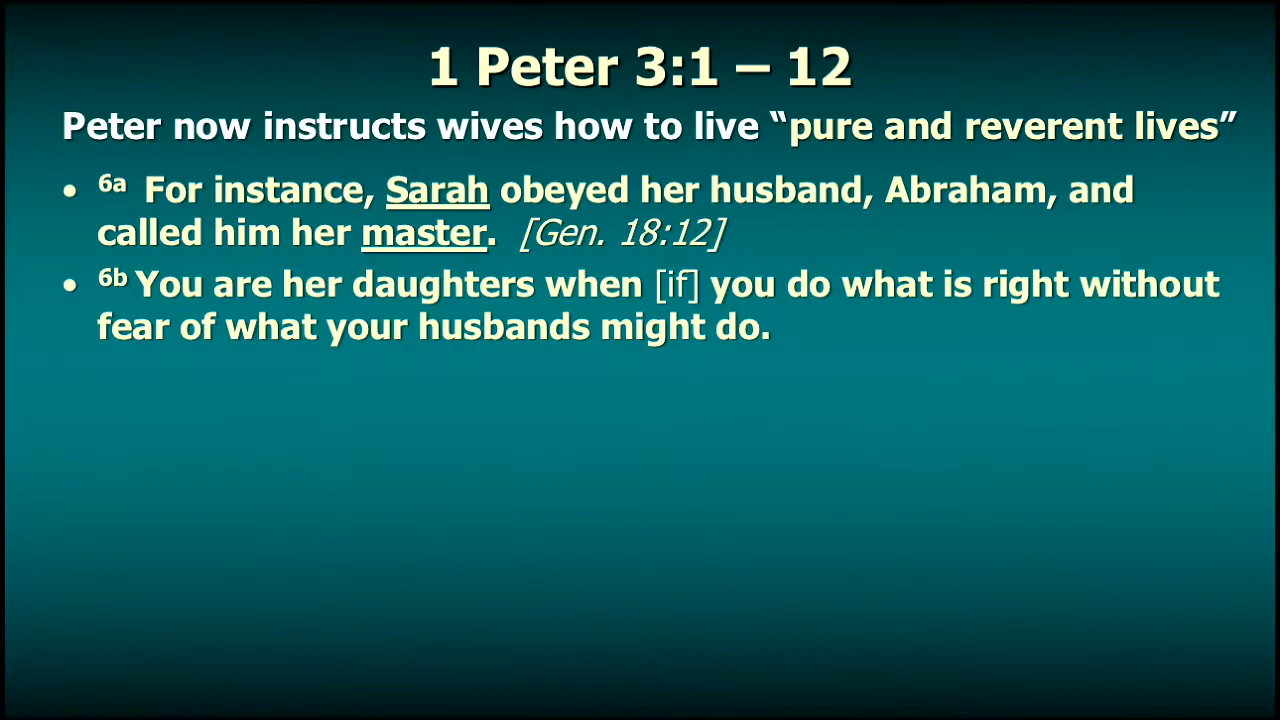 1 Peter 3:1 – 12
Peter now instructs wives how to live “pure and reverent lives”
• 6a For instance, Sarah obeyed her husband, Abraham, and
called him her master. [Gen. 18:12]
• 6b You are her daughters when [if] you do what is right without
fear of what your husbands might do.